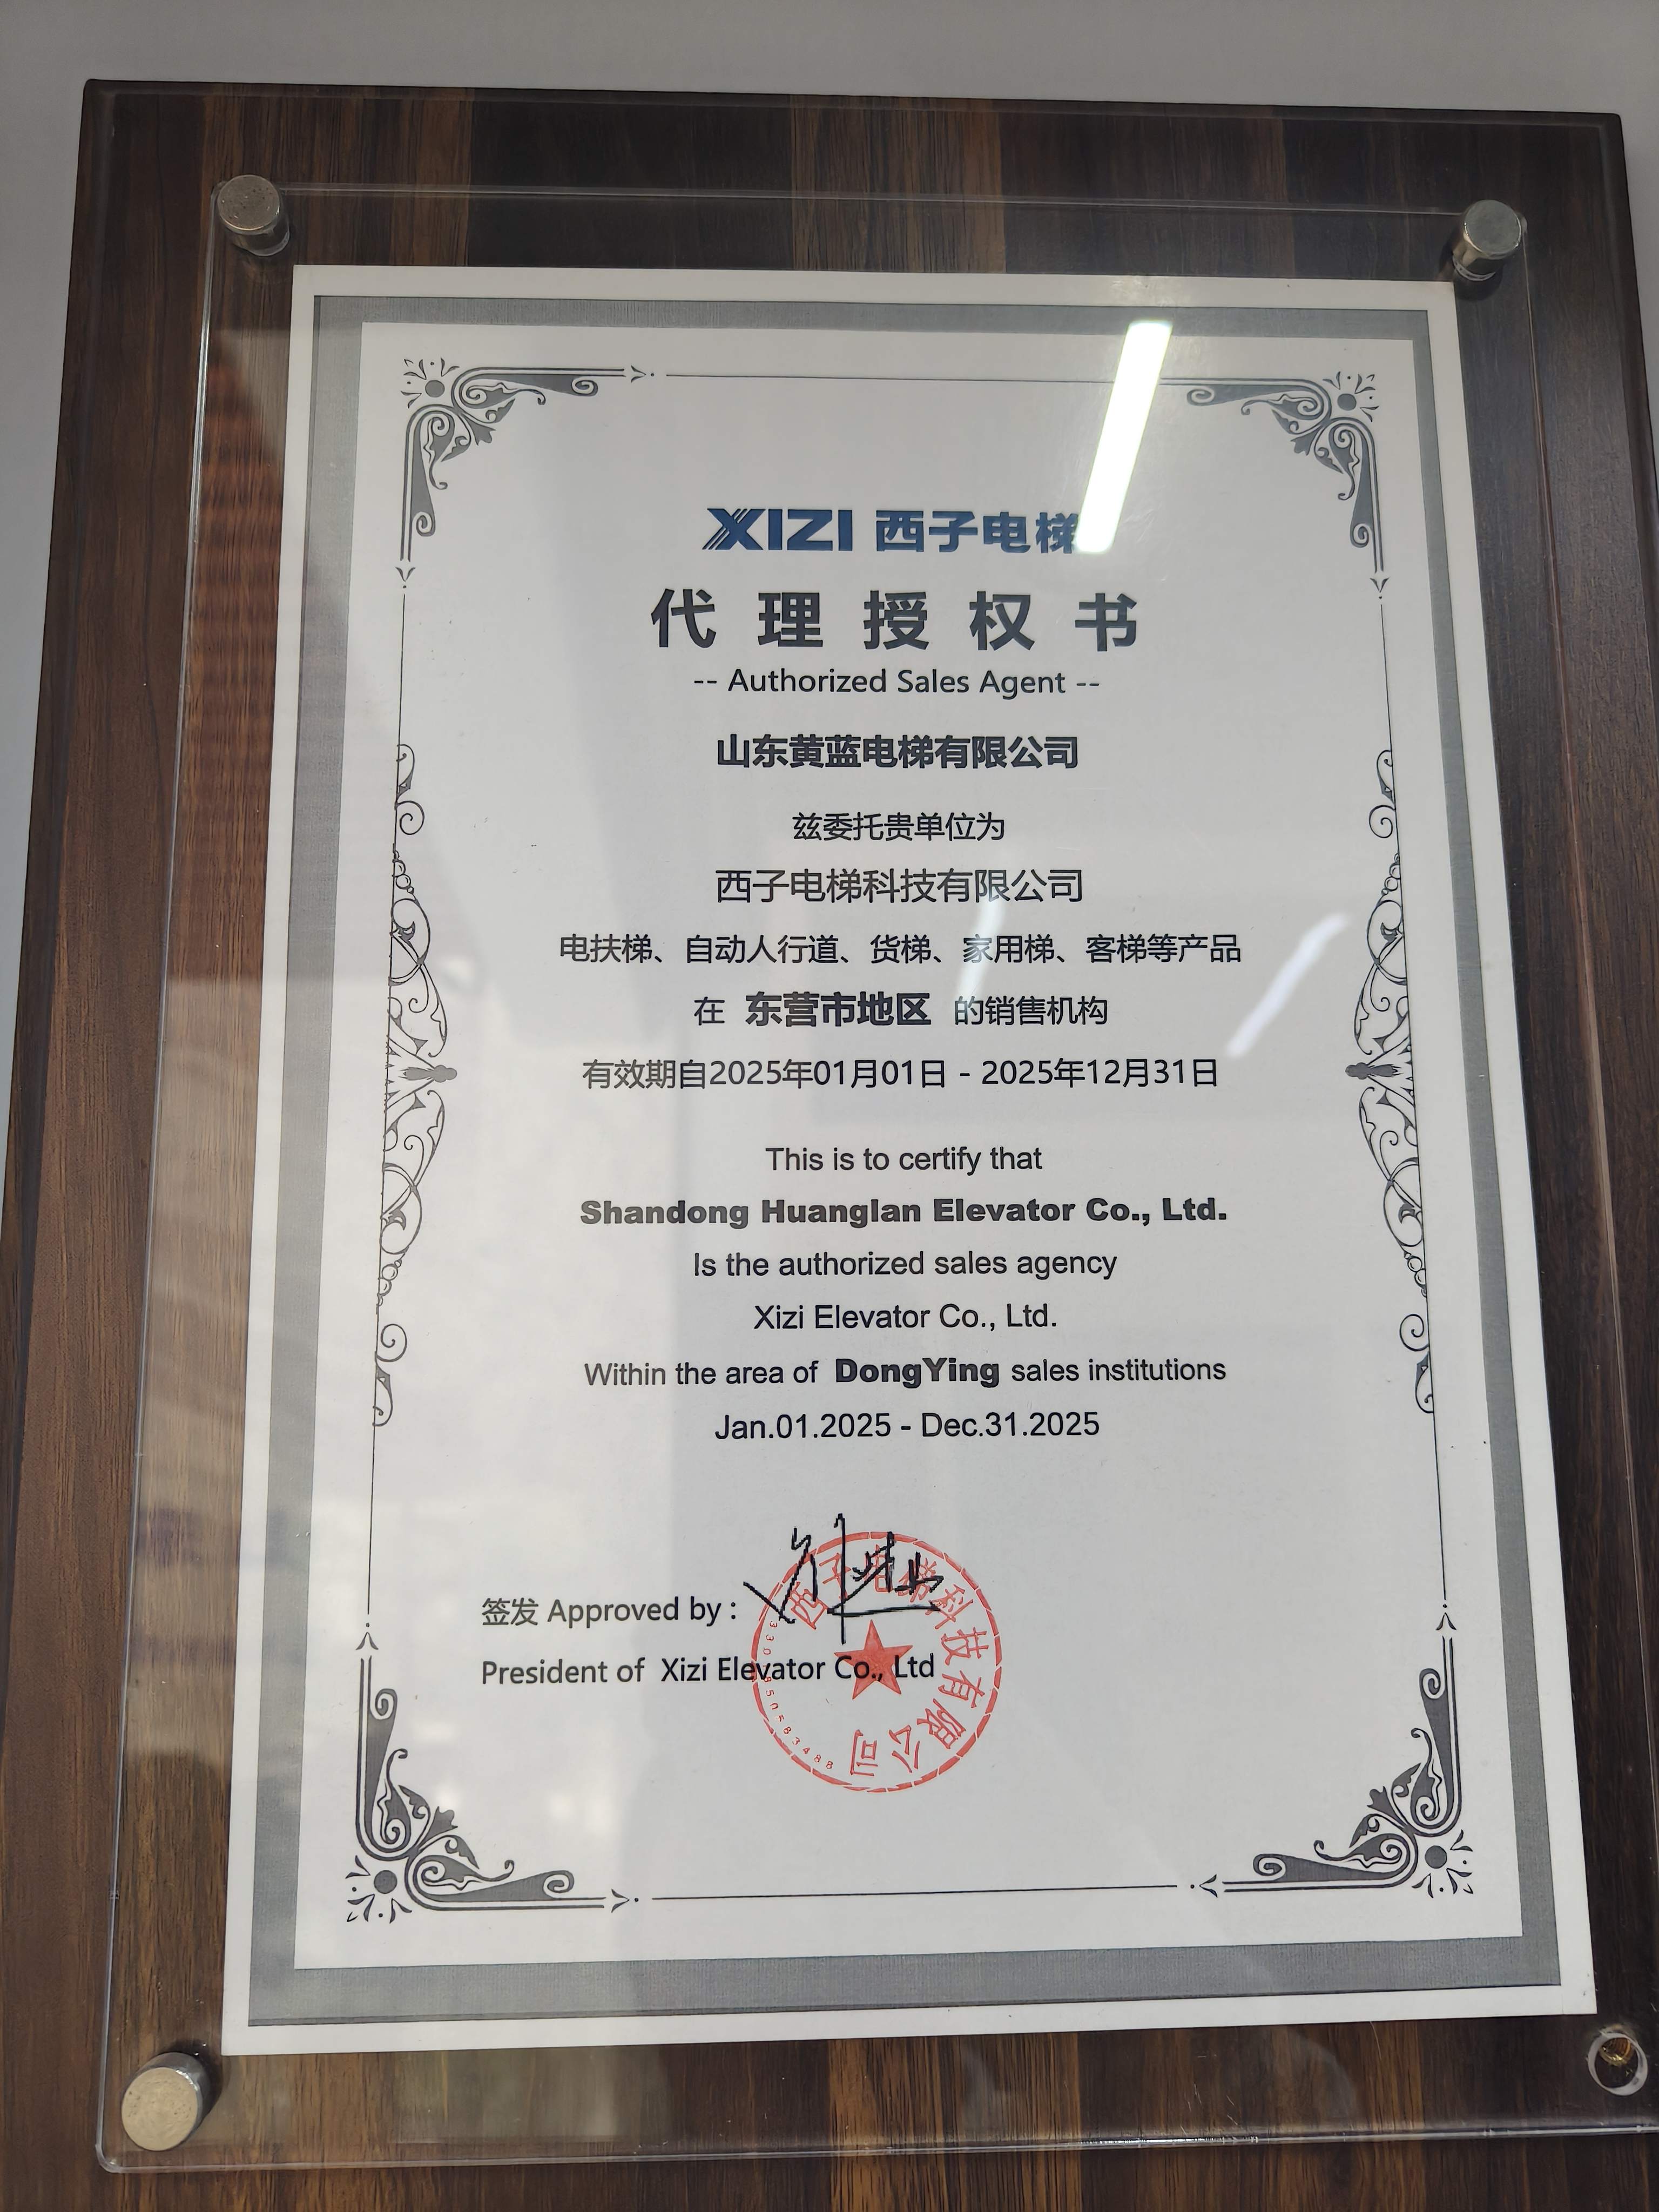 XIZI 西子电梯
代理授权书
-- Authorized Sales Agent --
山东黄蓝电梯有限公司
兹委托贵单位为
西子电梯科技有限公司
电扶梯、自动人行道、货梯、家用梯、客梯等产品
在 东营市地区 的销售机构
有效期自2025年01月01日 - 2025年12月31日
This is to certify that
Shandong Huanglan Elevator Co., Ltd.
Is the authorized sales agency
Xizi Elevator Co., Ltd.
Within the area of DongYing sales institutions
Jan.01.2025 - Dec.31.2025
签发 Approved by :
President of Xizi Elevator Co., Ltd
西子电梯科技有限公司